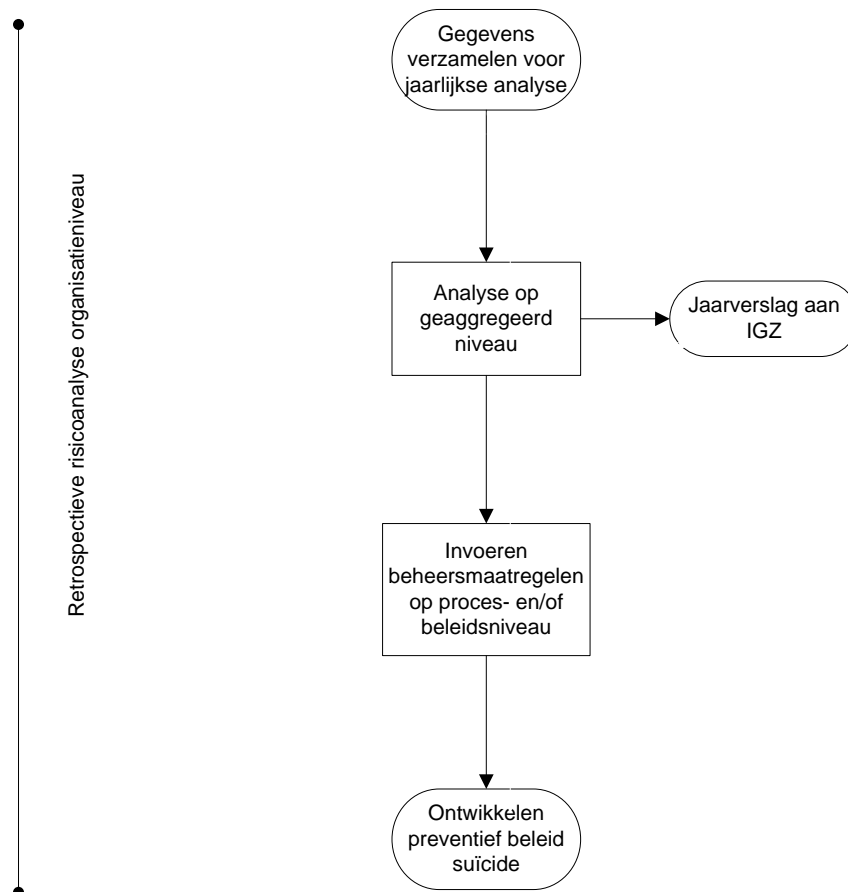 Gegevens
verzamelen voor
jaarlijkse analyse
Retrospectieve risicoanalyse organisatieniveau
Analyse op
geaggregeerd
niveau
Jaarverslag aan
IGZ
Invoeren
beheersmaatregelen
op proces- en/of
beleidsniveau
Ontwikkelen
preventief beleid
suïcide